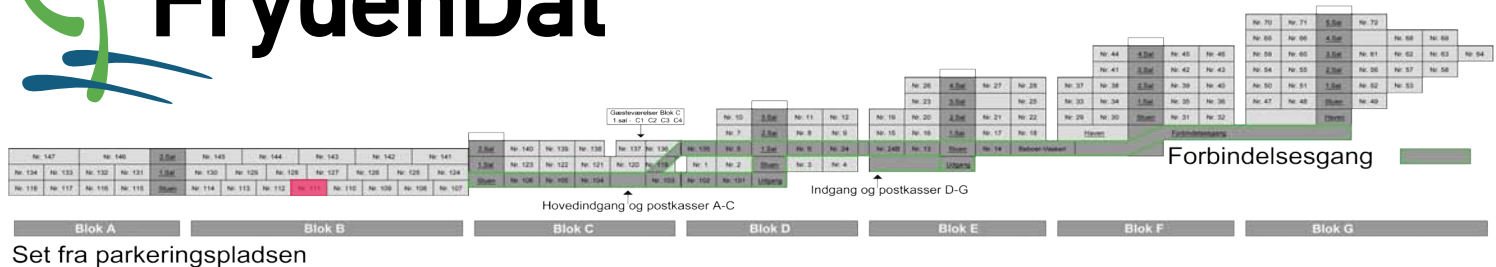 FrydenDal
Nr. 70 Nr. 71 5.Sal Nr. 72
Nr. 65 Nr. 66 4.Sal Nr. 68 Nr. 69
Nr. 44 4.Sal Nr. 45 Nr. 46 Nr. 59 Nr. 60 3.Sal Nr. 61 Nr. 62 Nr. 63 Nr. 64
Nr. 41 3.Sal Nr. 42 Nr. 43 Nr. 54 Nr. 55 2.Sal Nr. 56 Nr. 57 Nr. 58
Nr. 26 4.Sal Nr. 27 Nr. 28 Nr. 37 Nr. 38 2.Sal Nr. 39 Nr. 40 Nr. 50 Nr. 51 1.Sal Nr. 52 Nr. 53
Nr. 23 3.Sal Nr. 25 Nr. 33 Nr. 34 1.Sal Nr. 35 Nr. 36 Nr. 47 Nr. 48 Stuen Nr. 49
Gæsteværelser Blok C
1 sal - C1 C2 C3 C4
Nr. 10 3.Sal Nr. 11 Nr. 12 Nr. 19 Nr. 20 2.Sal Nr. 21 Nr. 22 Nr. 29 Nr. 30 Stuen Nr. 31 Nr. 32 Haven
Nr. 7 2.Sal Nr. 8 Nr. 9 Nr. 15 Nr. 16 1.Sal Nr. 17 Nr. 18 Haven Forbindelsesgang
2.Sal Nr. 140 Nr. 139 Nr. 138 Nr. 137 Nr. 136 Nr. 135 Nr. 5 1.Sal Nr. 6 Nr. 24 Nr. 24B Nr. 13 Stuen Nr. 14 Beboer-Vaskeri
Forbindelsesgang
Nr. 147 Nr. 146 2.Sal Nr. 145 Nr. 144 Nr. 143 Nr. 142 Nr. 141
1.Sal Nr. 123 Nr. 122 Nr. 121 Nr. 120 Nr. 119 Nr. 1 Nr. 2 Stuen Nr. 3 Nr. 4 Udgang
Nr. 134 Nr. 133 Nr. 132 Nr. 131 1.Sal Nr. 130 Nr. 129 Nr. 128 Nr. 127 Nr. 126 Nr. 125 Nr. 124
Stuen Nr. 106 Nr. 105 Nr. 104 Nr. 103 Nr. 102 Nr. 101 Udgang
Nr. 118 Nr. 117 Nr. 116 Nr. 115 Stuen Nr. 114 Nr. 113 Nr. 112 Nr. 111 Nr. 110 Nr. 109 Nr. 108 Nr. 107
Indgang og postkasser D-G
Hovedindgang og postkasser A-C
Blok A Blok B Blok C Blok D Blok E Blok F Blok G
Set fra parkeringspladsen